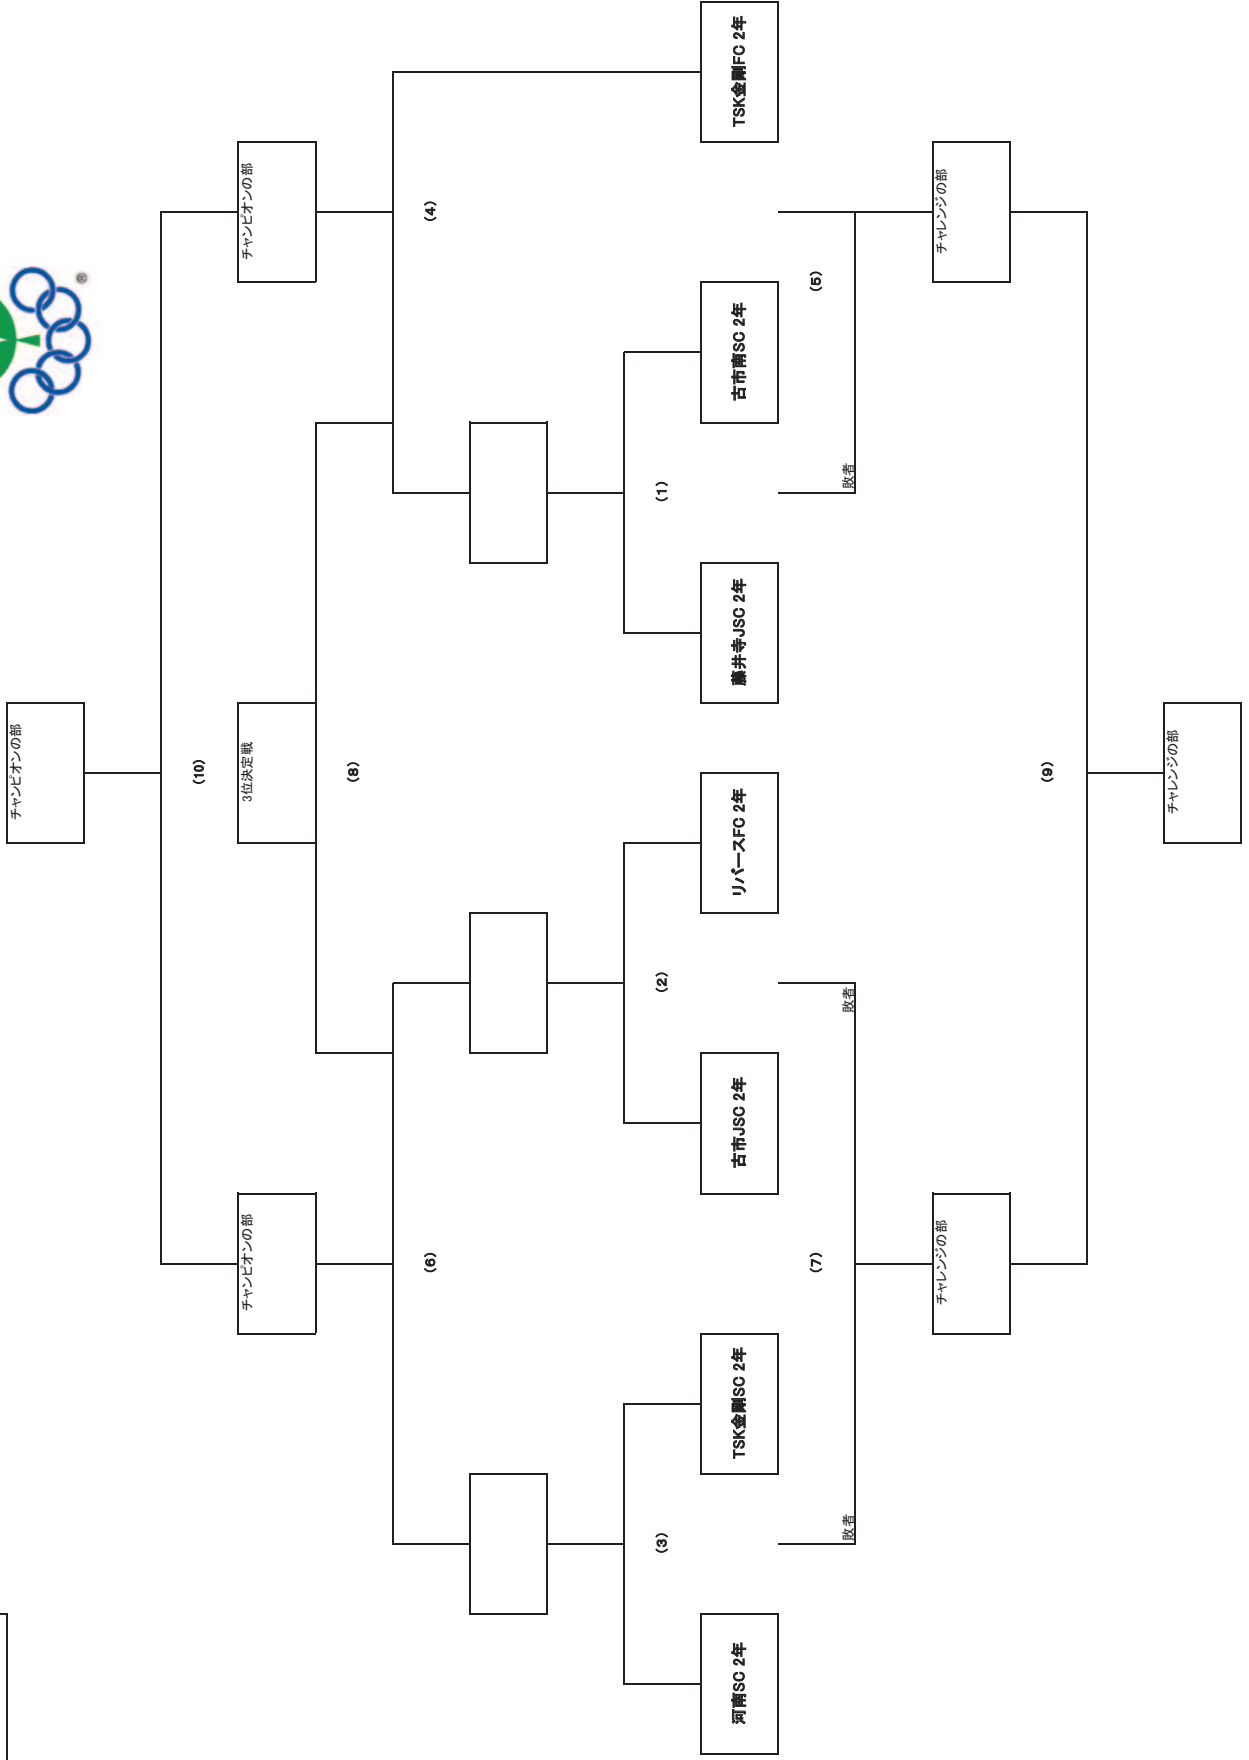 チャンピオンの部
(10)
チャンピオンの部
3位決定戦
チャンピオンの部
(8)
(6)
(4)
(3)
(2)
(1)
河南SC 2年
TSK金剛SC 2年
古市JSC 2年
リバースFC 2年
藤井寺JSC 2年
古市南SC 2年
TSK金剛FC 2年
(7)
(5)
敗者
敗者
敗者
チャレンジの部
チャレンジの部
(9)
チャレンジの部
®